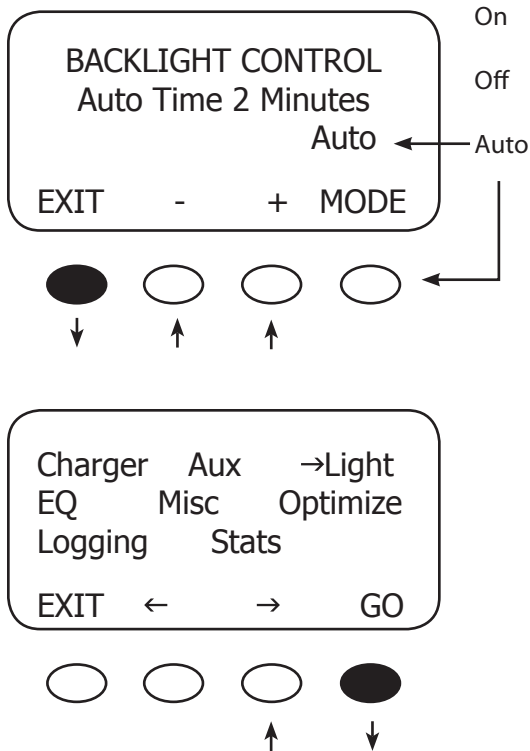 On
BACKLIGHT CONTROL
Off
Auto Time 2 Minutes
Auto
Auto
EXIT - + MODE
Charger Aux →Light
EQ Misc Optimize
Logging Stats
EXIT ← → GO